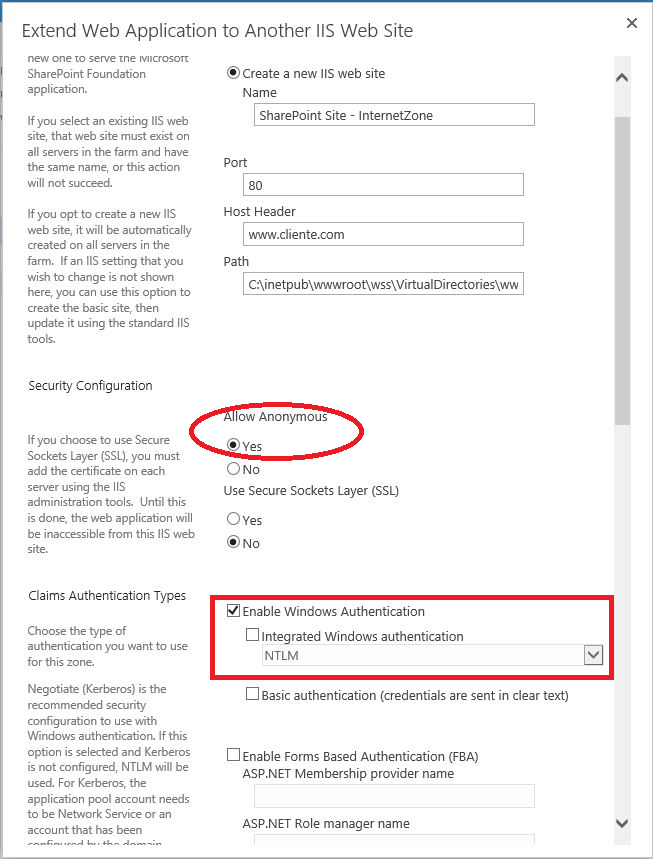 Extend Web Application to Another IIS Web Site
new one to serve the Microsoft
SharePoint Foundation
application.
If you select an existing IIS web
site, that web site must exist on
all servers in the farm and have
the same name, or this action
will not succeed.
If you opt to create a new IIS
web site, it will be automatically
created on all servers in the
farm. If an IIS setting that you
wish to change is not shown
here, you can use this option to
create the basic site, then
update it using the standard IIS
tools.
Create a new IIS web site
Name
SharePoint Site - InternetZone
Port
80
Host Header
www.cliente.com
Path
C:\inetpub\wwwroot\wss\VirtualDirectories\ww
Security Configuration
If you choose to use Secure
Sockets Layer (SSL), you must
add the certificate on each
server using the IIS
administration tools. Until this
is done, the web application will
be inaccessible from this IIS web
site.
Allow Anonymous
Yes
No
Use Secure Sockets Layer (SSL)
Yes
No
Claims Authentication Types
Choose the type of
authentication you want to use
for this zone.
Negotiate (Kerberos) is the
recommended security
configuration to use with
Windows authentication. If this
option is selected and Kerberos
is not configured, NTLM will be
used. For Kerberos, the
application pool account needs
to be Network Service or an
account that has been
configured by the domain
Enable Windows Authentication
Integrated Windows authentication
NTLM
Basic authentication (credentials are sent in clear text)
Enable Forms Based Authentication (FBA)
ASP.NET Membership provider name
ASP.NET Role manager name